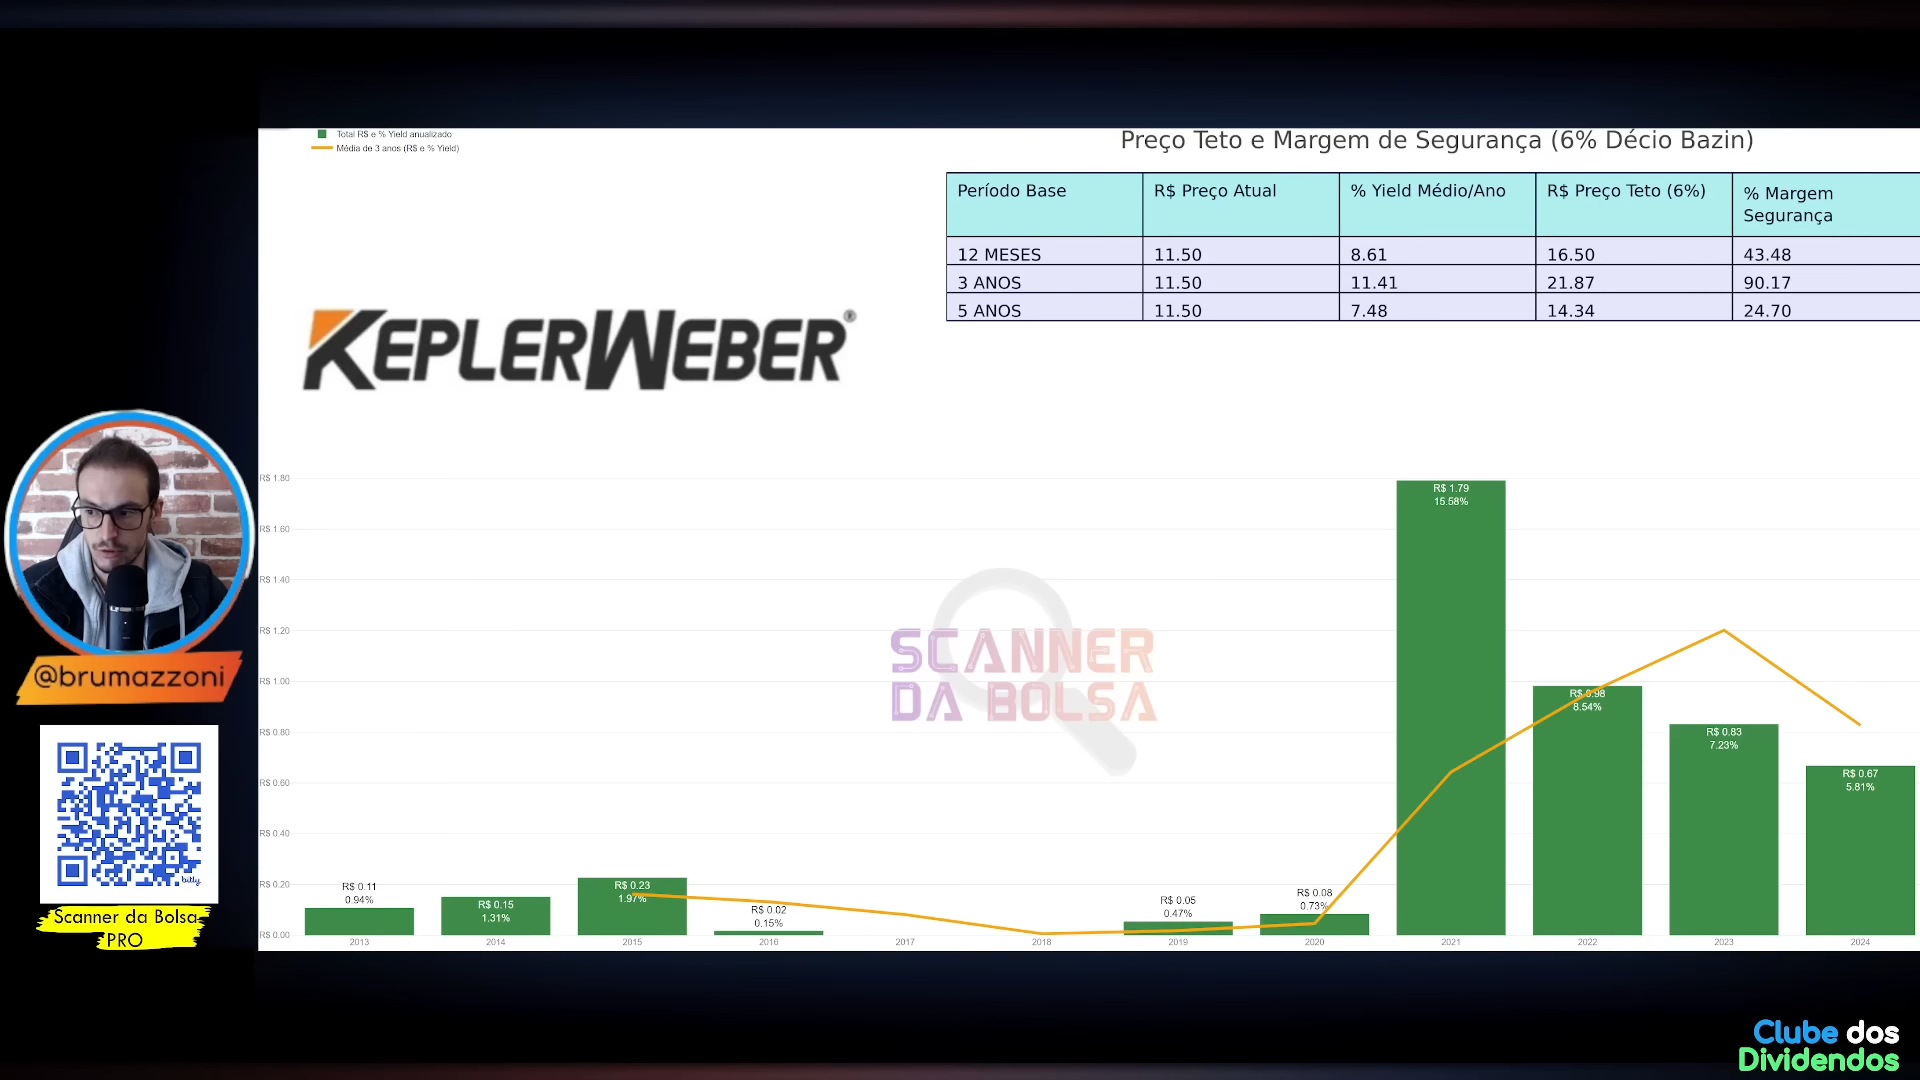 Total R$ e % Yield anualizado
Média de 3 anos (R$ e % Yield)
Preço Teto e Margem de Segurança (6% Décio Bazin)
Período Base R$ Preço Atual % Yield Médio/Ano R$ Preço Teto (6%) % Margem Segurança
12 MESES 11.50 8.61 16.50 43.48
3 ANOS 11.50 11.41 21.87 90.17
5 ANOS 11.50 7.48 14.34 24.70
KEPLERWEBER®
R$ 1.80
R$ 1.60
R$ 1.40
R$ 1.20
R$ 1.00
R$ 0.80
R$ 0.60
R$ 0.40
R$ 0.20
R$ 0.00
R$ 0.11
0.94%
R$ 0.15
1.31%
R$ 0.23
1.97%
R$ 0.02
0.15%
R$ 0.05
0.47%
R$ 0.08
0.73%
R$ 1.79
15.58%
R$ 0.98
8.54%
R$ 0.83
7.23%
R$ 0.67
5.81%
2013 2014 2015 2016 2017 2018 2019 2020 2021 2022 2023 2024
SCANNER
DA BOLSA
@brumazzoni
bitly
Scanner da Bolsa
PRO
Clube dos
Dividendos